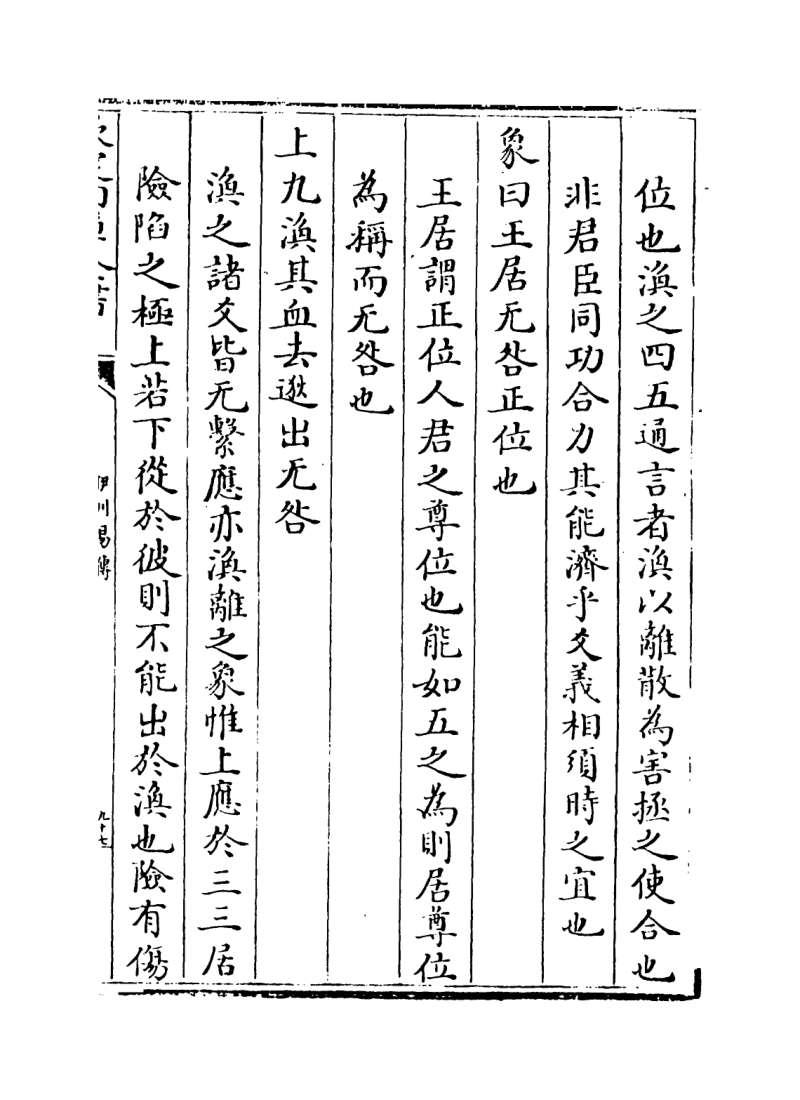 位也渙之四五通言者渙以離散為害拯之使合也
非君臣同功合力其能濟乎爻義相須時之宜也
象曰王居无咎正位也
王居謂正位人君之尊位也能如五之為則居尊位
為稱而无咎也
上九渙其血去逖出无咎
渙之諸爻皆无繫應亦渙離之象惟上應於三三居
險陷之極上若下從於彼則不能出於渙也險有傷
伊川易傳
九十七